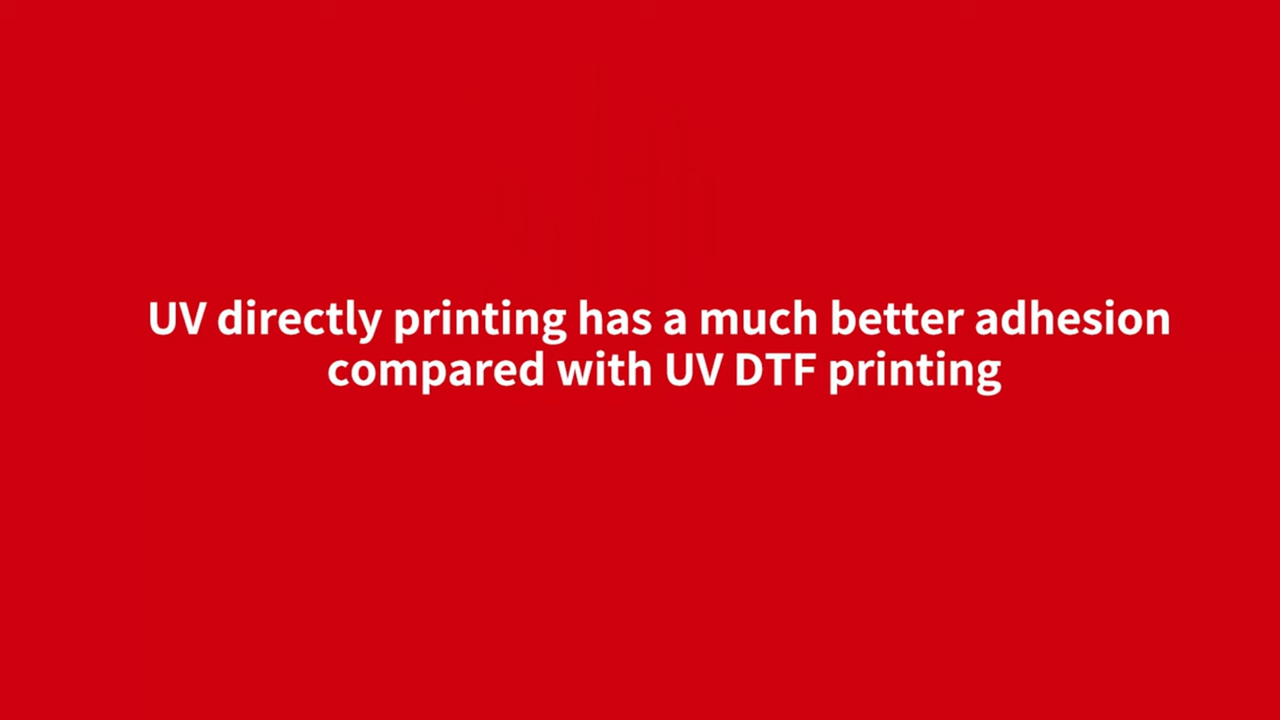 UV directly printing has a much better adhesion
compared with UV DTF printing